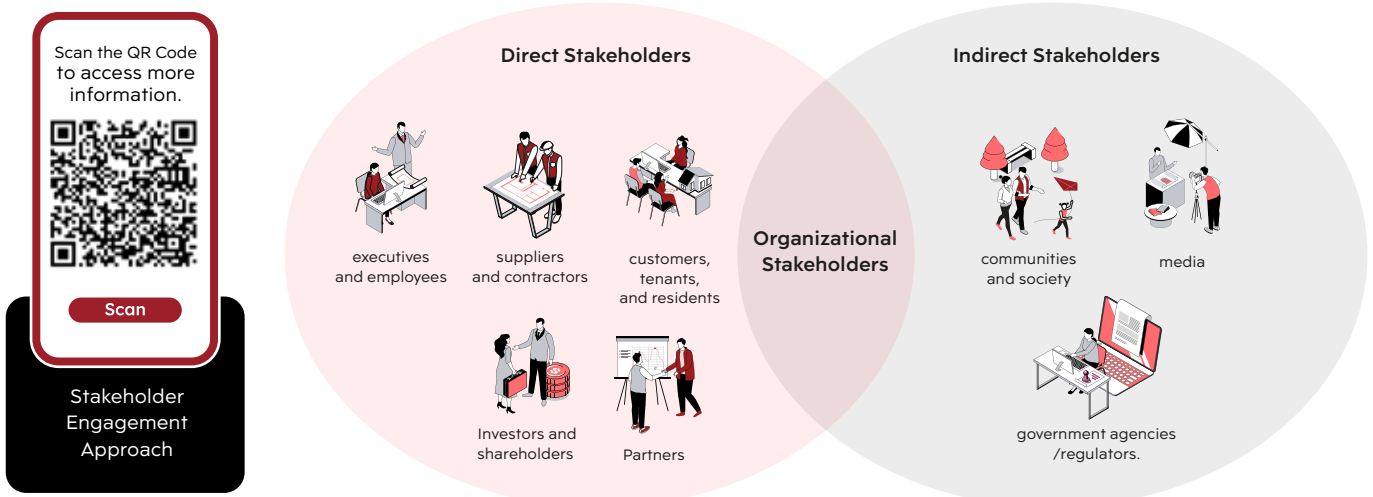 Scan the QR Code
to access more
information.
Scan
Stakeholder
Engagement
Approach
Direct Stakeholders
executives
and employees
suppliers
and contractors
customers,
tenants,
and residents
Investors and
shareholders
Partners
Organizational
Stakeholders
Indirect Stakeholders
communities
and society
media
government agencies
/regulators.